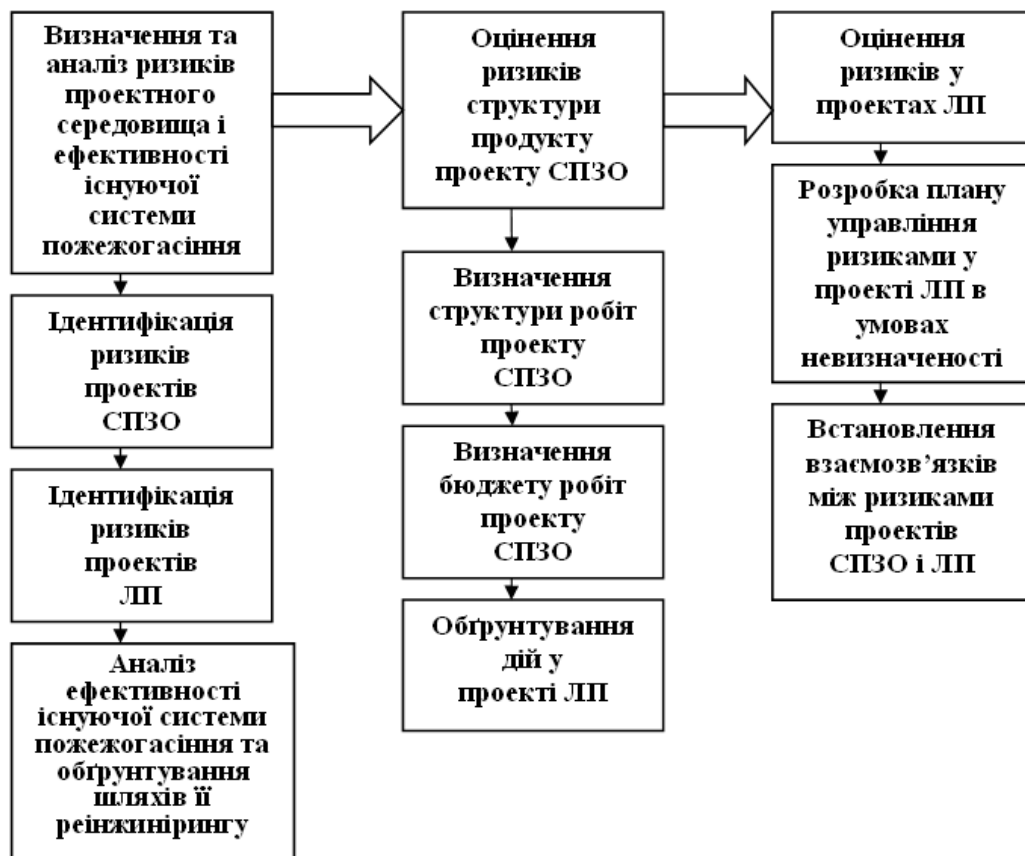 Визначення та
аналіз ризиків
проектного
середовища і
ефективності
існуючої
системи
пожежогасіння
Ідентифікація
ризиків
проектів
СПЗО
Ідентифікація
ризиків
проектів
ЛП
Аналіз
ефективності
існуючої системи
пожежогасіння та
обґрунтування
шляхів її
реінжинірингу
Оцінення
ризиків
структури
продукту
проекту СПЗО
Визначення
структури робіт
проекту
СПЗО
Визначення
бюджету робіт
проекту
СПЗО
Обґрунтування
дій у
проекті ЛП
Оцінення
ризиків у
проектах ЛП
Розробка плану
управління
ризиками у
проекті ЛП в
умовах
невизначеності
Встановлення
взаємозв’язків
між ризиками
проектів
СПЗО і ЛП